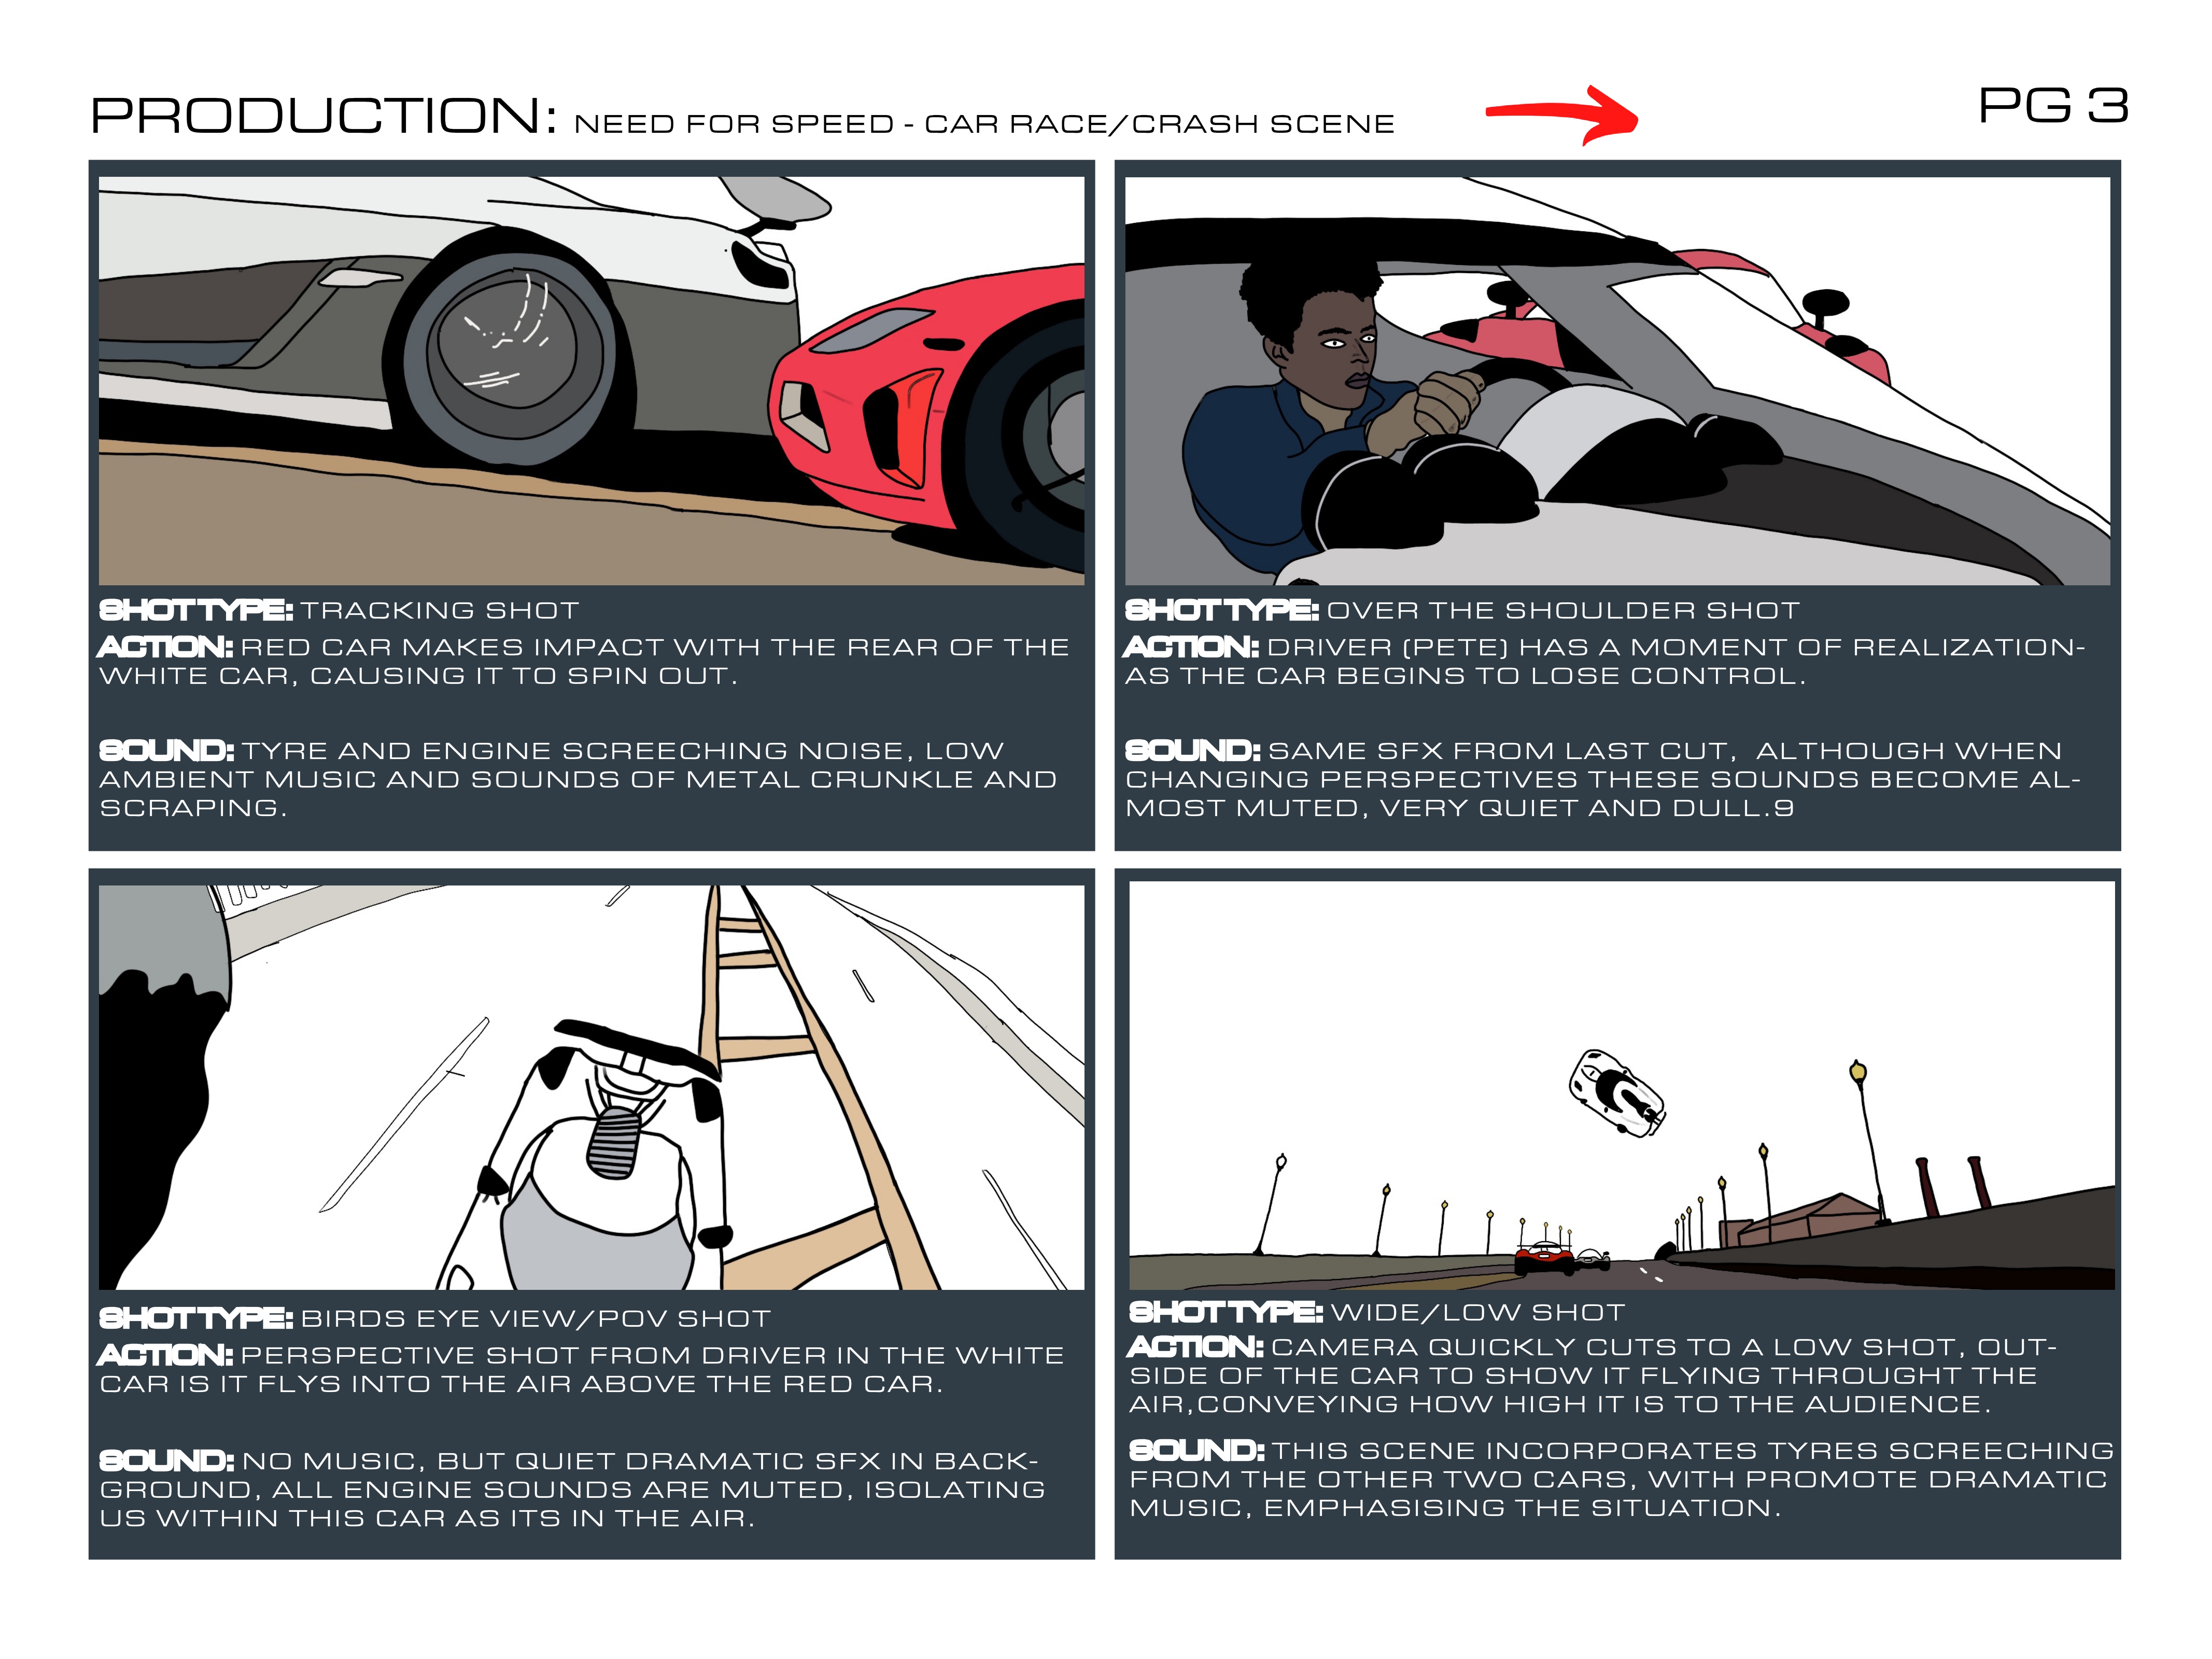 PRODUCTION: NEED FOR SPEED - CAR RACE/CRASH SCENE
PG 3
SHOT TYPE: TRACKING SHOT
ACTION: RED CAR MAKES IMPACT WITH THE REAR OF THE
WHITE CAR, CAUSING IT TO SPIN OUT.
SOUND: TYRE AND ENGINE SCREECHING NOISE, LOW
AMBIENT MUSIC AND SOUNDS OF METAL CRUNKLE AND
SCRAPING.
SHOT TYPE: OVER THE SHOULDER SHOT
ACTION: DRIVER (PETE) HAS A MOMENT OF REALIZATION-
AS THE CAR BEGINS TO LOSE CONTROL.
SOUND: SAME SFX FROM LAST CUT, ALTHOUGH WHEN
CHANGING PERSPECTIVES THESE SOUNDS BECOME AL-
MOST MUTED, VERY QUIET AND DULL.9
SHOT TYPE: BIRDS EYE VIEW/POV SHOT
ACTION: PERSPECTIVE SHOT FROM DRIVER IN THE WHITE
CAR IS IT FLYS INTO THE AIR ABOVE THE RED CAR.
SOUND: NO MUSIC, BUT QUIET DRAMATIC SFX IN BACK-
GROUND, ALL ENGINE SOUNDS ARE MUTED, ISOLATING
US WITHIN THIS CAR AS ITS IN THE AIR.
SHOT TYPE: WIDE/LOW SHOT
ACTION: CAMERA QUICKLY CUTS TO A LOW SHOT, OUT-
SIDE OF THE CAR TO SHOW IT FLYING THROUGHT THE
AIR,CONVEYING HOW HIGH IT IS TO THE AUDIENCE.
SOUND: THIS SCENE INCORPORATES TYRES SCREECHING
FROM THE OTHER TWO CARS, WITH PROMOTE DRAMATIC
MUSIC, EMPHASISING THE SITUATION.